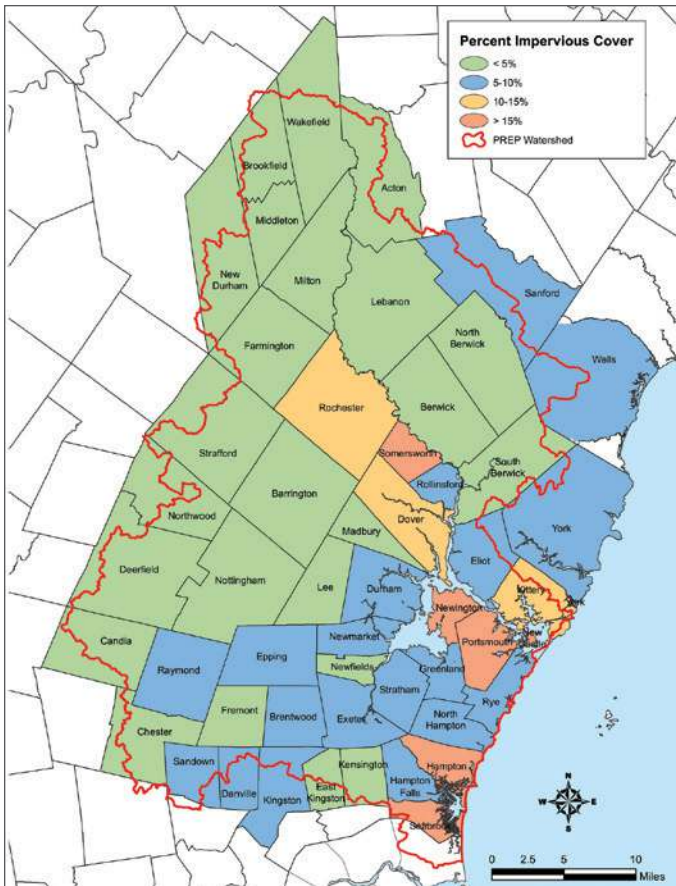 Percent Impervious Cover
< 5%
5-10%
10-15%
> 15%
PREP Watershed
Wakefield
Brookfield
Acton
Middleton
New
Durham
Milton
Sanford
Lebanon
North
Berwick
Wells
Farmington
Rochester
Berwick
Somersworth
Strafford
South
Berwick
Rollinsford
Barrington
Northwood
Dover
York
Madbury
Eliot
Deerfield
Nottingham
Lee
Durham
Kittery
Newington
York
Newmarket
New
Portsmouth
Candia
Raymond
Epping
Newfields
Greenland
Stratham
Rye
Fremont
Brentwood
Exeter
North
Hampton
Chester
Sandown
Kensington
Hampton
Danville
Kingston
East
Kingston
Hampton
Falls
Seabrook
N
W
E
S
0
2.5
5
10
Miles